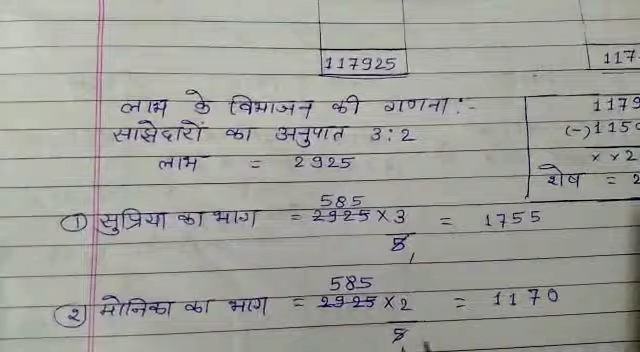 117925 117
लाभ के विभाजन की गणना :-
साझेदारों का अनुपात 3:2
लाभ = 2925
1179
(-) 115
x x 2
शेष = 2
585
① सुप्रिया का भाग = 2925 x 3 = 1755
5
585
② मोनिका का भाग = 2925 x 2 = 1170
5